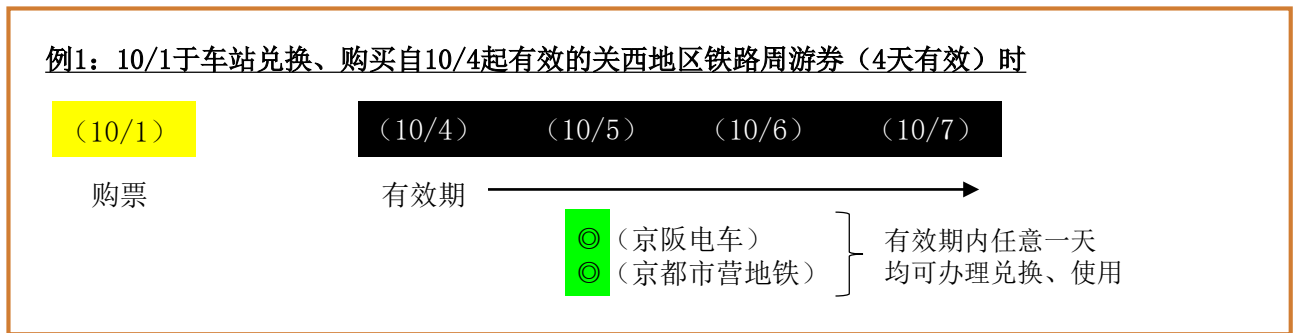 例1：10/1于车站兑换、购买自10/4起有效的关西地区铁路周游券（4天有效）时
（10/1） （10/4） （10/5） （10/6） （10/7）
购票 有效期
◎（京阪电车） 有效期内任意一天
◎（京都市营地铁） 均可办理兑换、使用